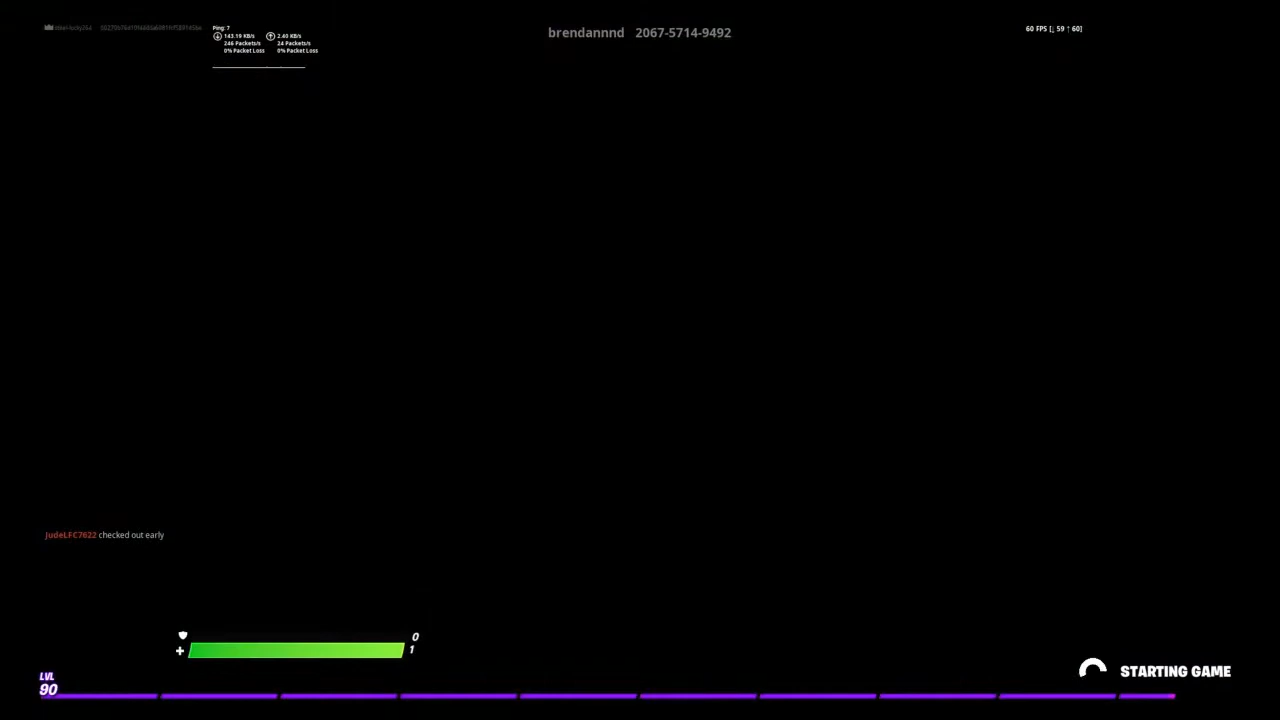 Ping: 7
143.19 KB/s 2.40 KB/s
246 Packets/s 24 Packets/s
0% Packet Loss 0% Packet Loss
brendannnd 2067-5714-9492
60 FPS [↓ 59 ↑ 60]
JudeLFC7622 checked out early
0
1
LVL
90
STARTING GAME